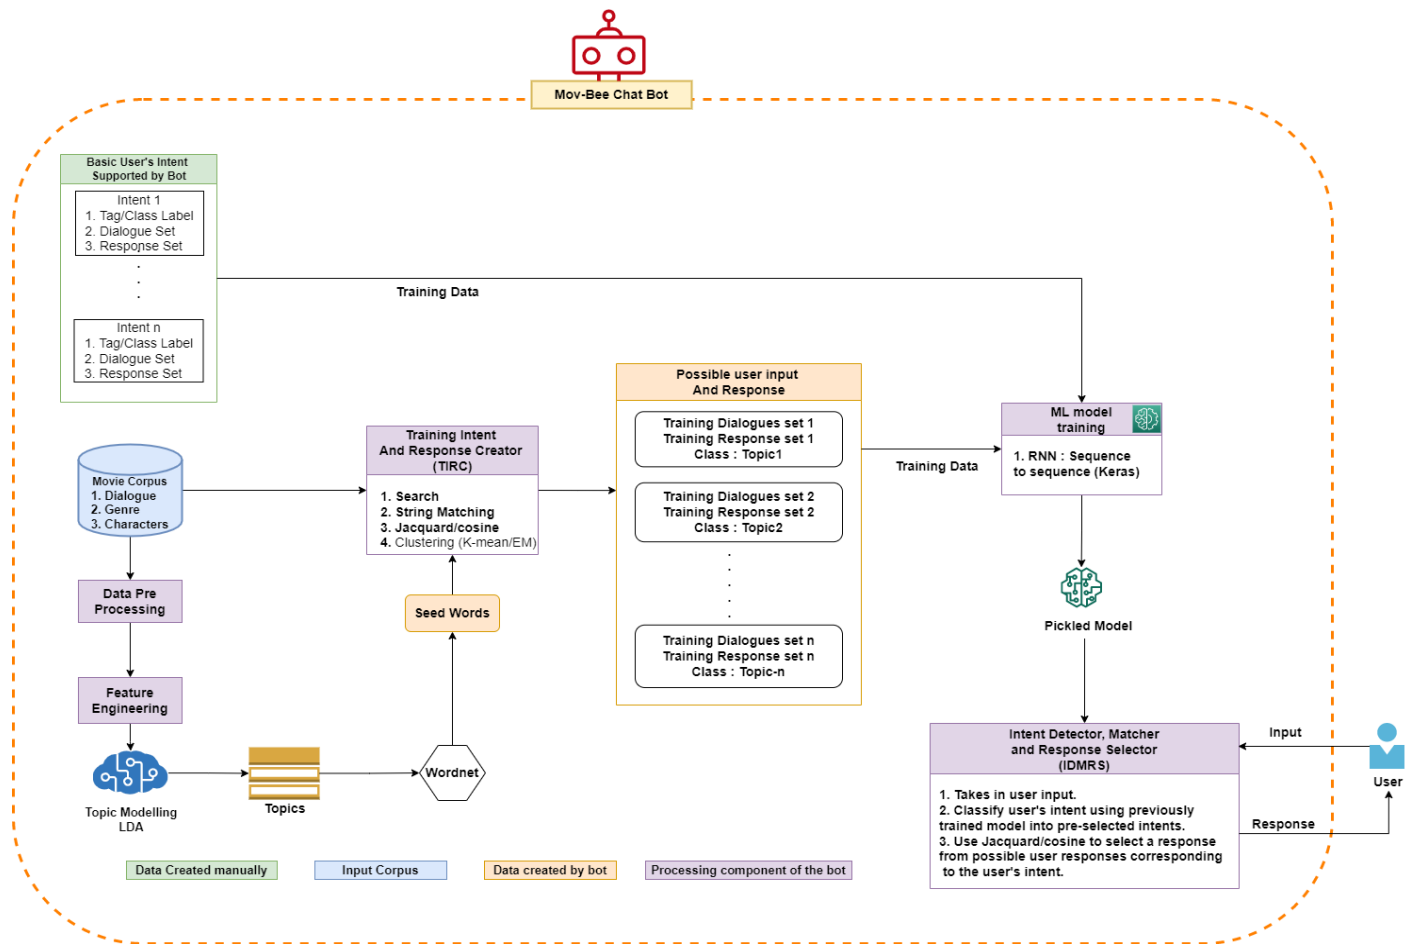 Mov-Bee Chat Bot
Basic User's Intent
Supported by Bot
Intent 1
1. Tag/Class Label
2. Dialogue Set
3. Response Set
.
.
.
Intent n
1. Tag/Class Label
2. Dialogue Set
3. Response Set
Training Data
Movie Corpus
1. Dialogue
2. Genre
3. Characters
Data Pre
Processing
Feature
Engineering
Topic Modelling
LDA
Topics
Wordnet
Seed Words
Training Intent
And Response Creator
(TIRC)
1. Search
2. String Matching
3. Jacquard/cosine
4. Clustering (K-mean/EM)
Possible user input
And Response
Training Dialogues set 1
Training Response set 1
Class : Topic1
Training Dialogues set 2
Training Response set 2
Class : Topic2
.
.
.
.
.
Training Dialogues set n
Training Response set n
Class : Topic-n
Training Data
ML model
training
1. RNN : Sequence
to sequence (Keras)
Pickled Model
Intent Detector, Matcher
and Response Selector
(IDMRS)
1. Takes in user input.
2. Classify user's intent using previously
trained model into pre-selected intents.
3. Use Jacquard/cosine to select a response
from possible user responses corresponding
to the user's intent.
Input
User
Response
Data Created manually
Input Corpus
Data created by bot
Processing component of the bot